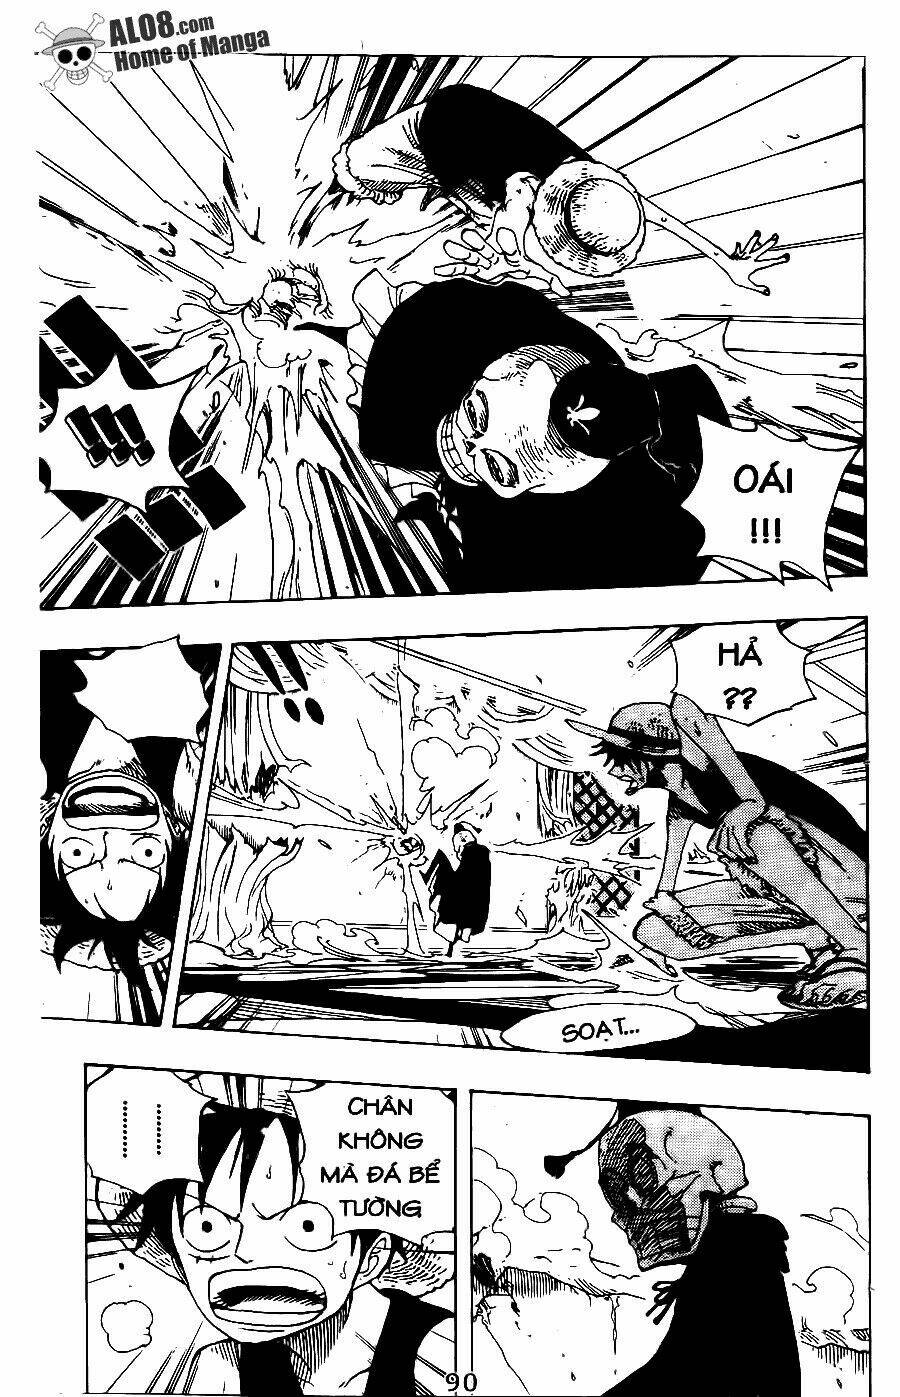 AL08.com
Home of Manga
!!!
OÁI
!!!
HẢ
??
SOẠT...
CHÂN
KHÔNG
MÀ ĐÁ BỂ
TƯỜNG
90